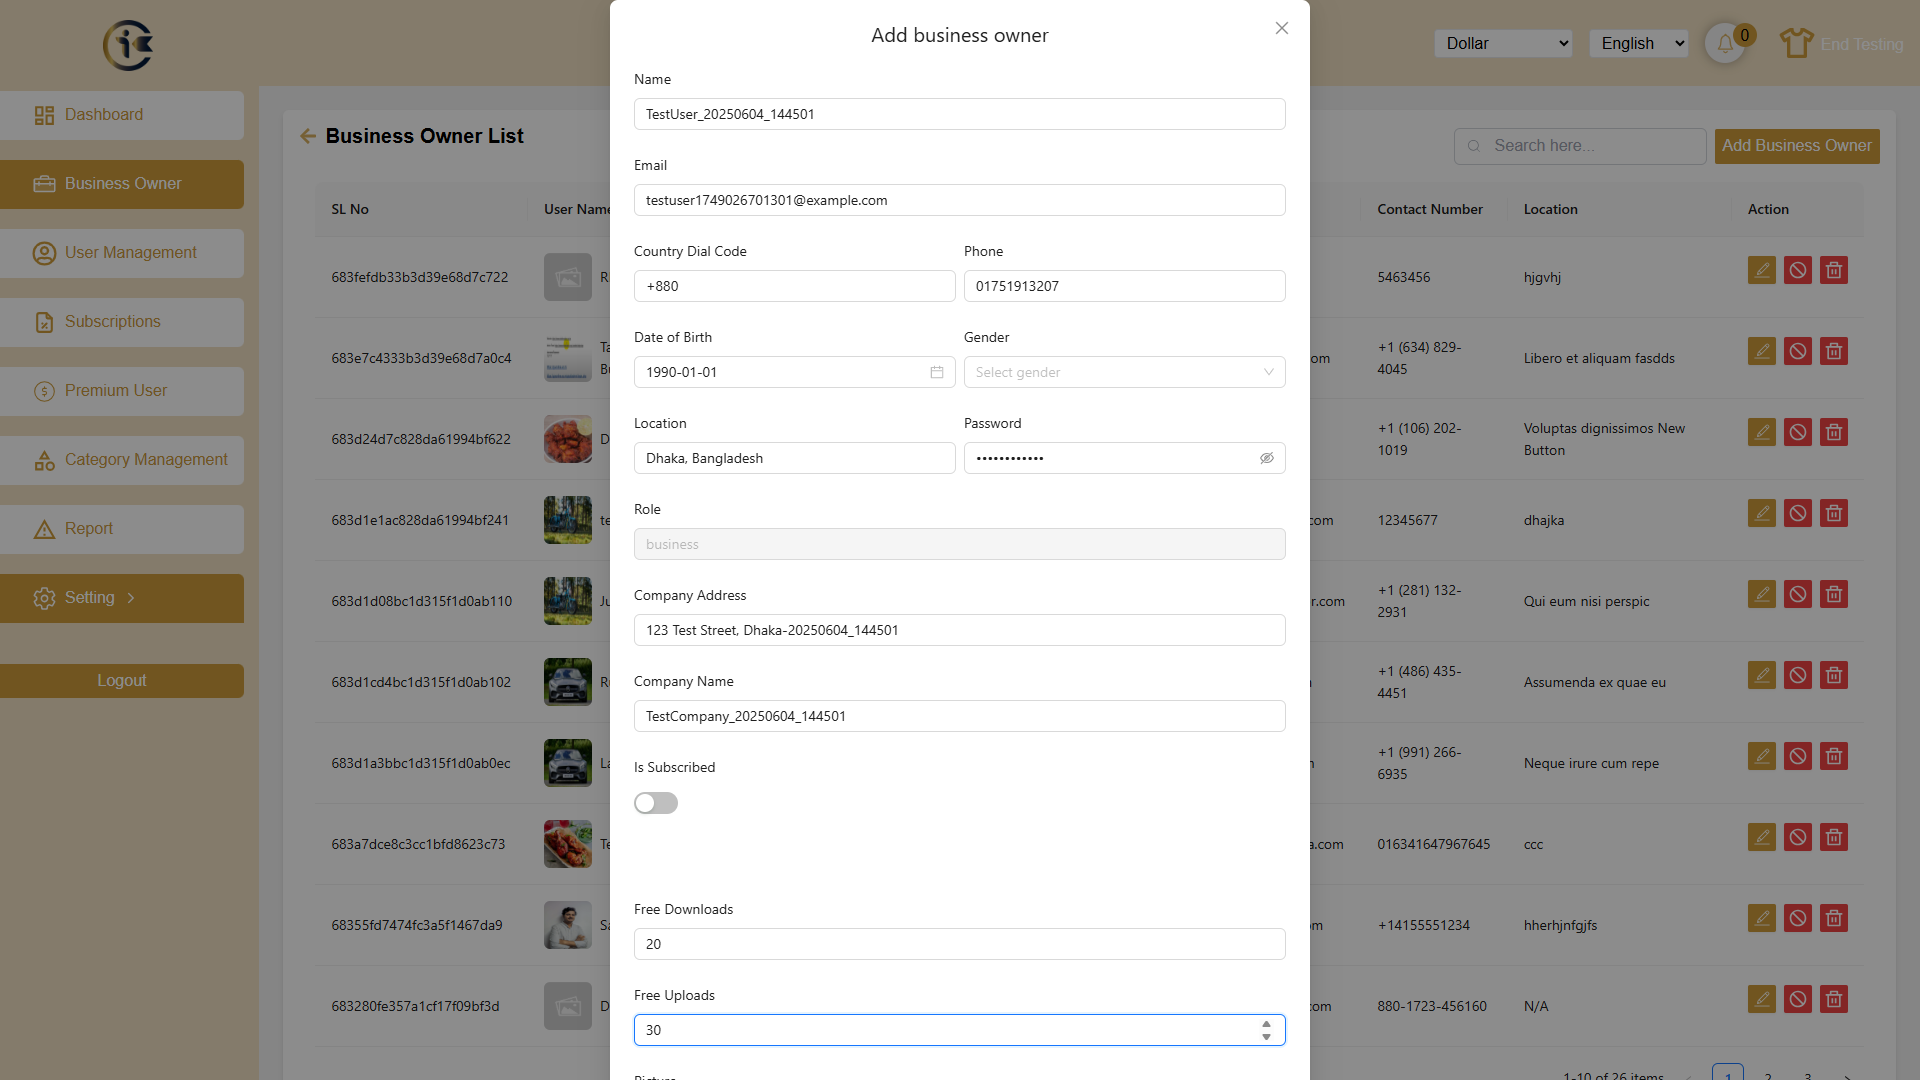 Add business owner
Dollar
English
0
End Testing
Dashboard
Business Owner
User Management
Subscriptions
Premium User
Category Management
Report
Setting
Logout
Business Owner List
Search here...
Add Business Owner
SL No
User Name
Contact Number
Location
Action
683fefdb33b3d39e68d7c722
R
5463456
hjgvhj
683e7c4333b3d39e68d7a0c4
Ta
Bu
om
+1 (634) 829-
4045
Libero et aliquam fasdds
683d24d7c828da61994bf622
D
+1 (106) 202-
1019
Voluptas dignissimos New
Button
683d1e1ac828da61994bf241
te
com
12345677
dhajka
683d1d08bc1d315f1d0ab110
Ju
r.com
+1 (281) 132-
2931
Qui eum nisi perspic
683d1cd4bc1d315f1d0ab102
+1 (486) 435-
4451
Assumenda ex quae eu
683d1a3bbc1d315f1d0ab0ec
La
+1 (991) 266-
6935
Neque irure cum repe
683a7dce8c3cc1bfd8623c73
Te
a.com
016341647967645
ccc
68355fd7474fc3a5f1467da9
Sa
+14155551234
hherhjnfgjfs
683280fe357a1cf17f09bf3d
D
com
880-1723-456160
N/A
1-10 of 26 items
1
2
3
Name
TestUser_20250604_144501
Email
testuser1749026701301@example.com
Country Dial Code
Phone
+880
01751913207
Date of Birth
Gender
1990-01-01
Select gender
Location
Password
Dhaka, Bangladesh
••••••••••••
Role
business
Company Address
123 Test Street, Dhaka-20250604_144501
Company Name
TestCompany_20250604_144501
Is Subscribed
Free Downloads
20
Free Uploads
30
Picture